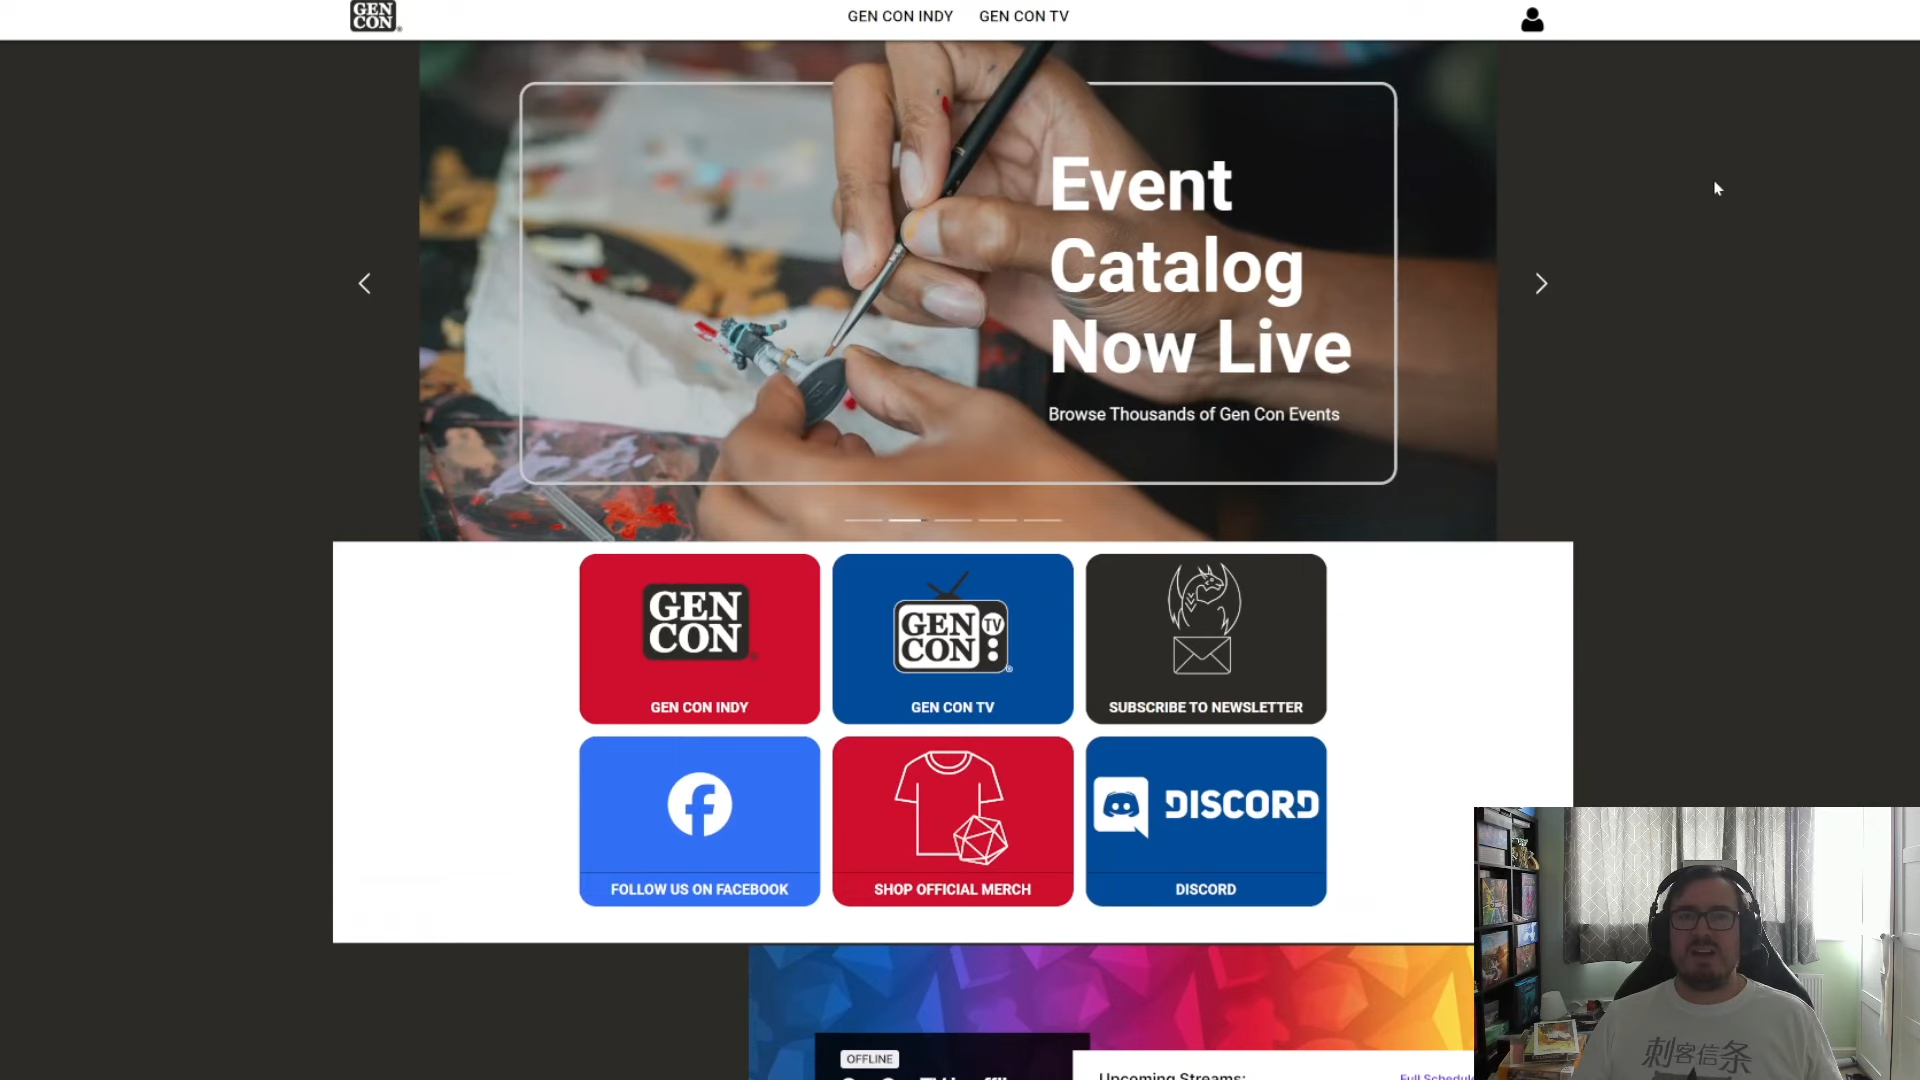 GEN
CON
GEN CON INDY
GEN CON TV
Event
Catalog
Now Live
Browse Thousands of Gen Con Events
GEN
CON
GEN CON INDY
GEN
CON
TV
GEN CON TV
SUBSCRIBE TO NEWSLETTER
FOLLOW US ON FACEBOOK
SHOP OFFICIAL MERCH
DISCORD
DISCORD
OFFLINE
Upcoming Streams:
Full Schedule
刺客信条